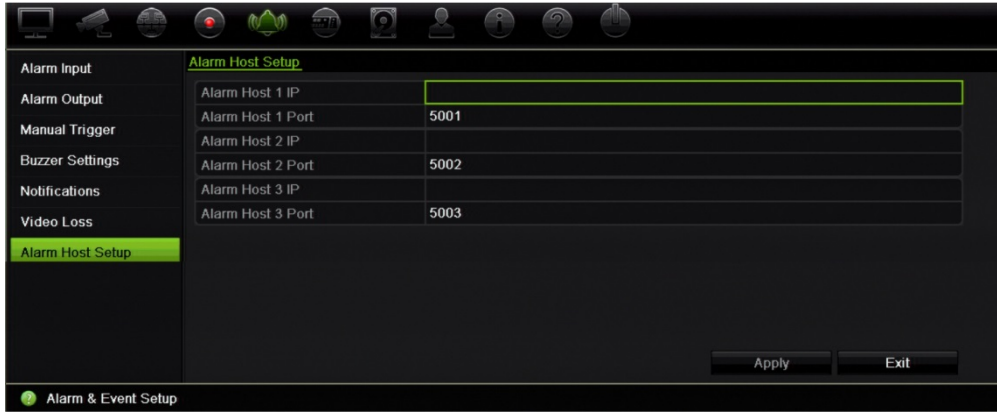 Alarm Input
Alarm Output
Manual Trigger
Buzzer Settings
Notifications
Video Loss
Alarm Host Setup
Alarm Host Setup
Alarm Host 1 IP
Alarm Host 1 Port 5001
Alarm Host 2 IP
Alarm Host 2 Port 5002
Alarm Host 3 IP
Alarm Host 3 Port 5003
Apply Exit
Alarm & Event Setup